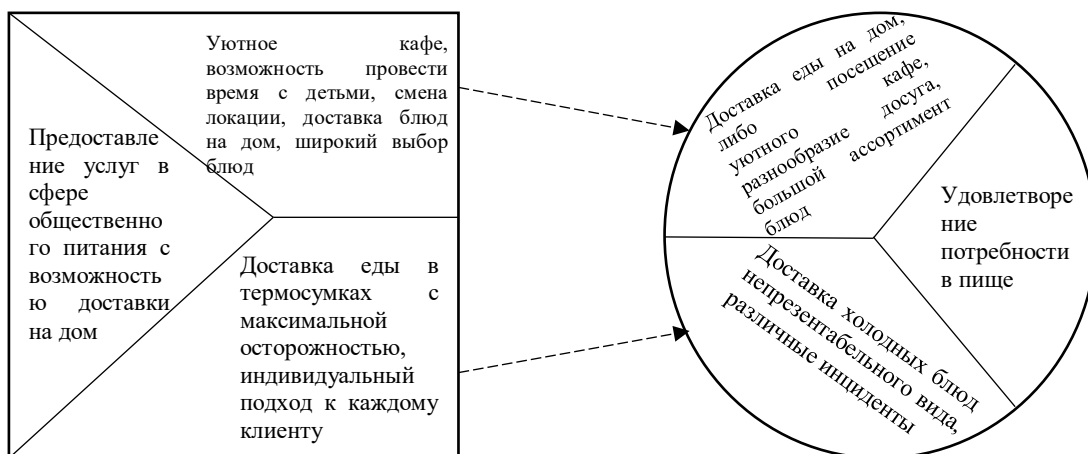 Уютное кафе,
возможность провести
время с детьми, смена
локации, доставка блюд
на дом, широкий выбор
блюд
Предоставле
ние услуг в
сфере
общественно
го питания с
возможность
ю доставки
на дом
Доставка еды в
термосумках с
максимальной
осторожностью,
индивидуальный
подход к каждому
клиенту
Доставка еды на дом,
либо посещение
уютного кафе,
разнообразие досуга,
большой ассортимент
блюд
Удовлетворе
ние
потребности
в пище
Доставка холодных блюд
непрезентабельного вида,
различные инциденты